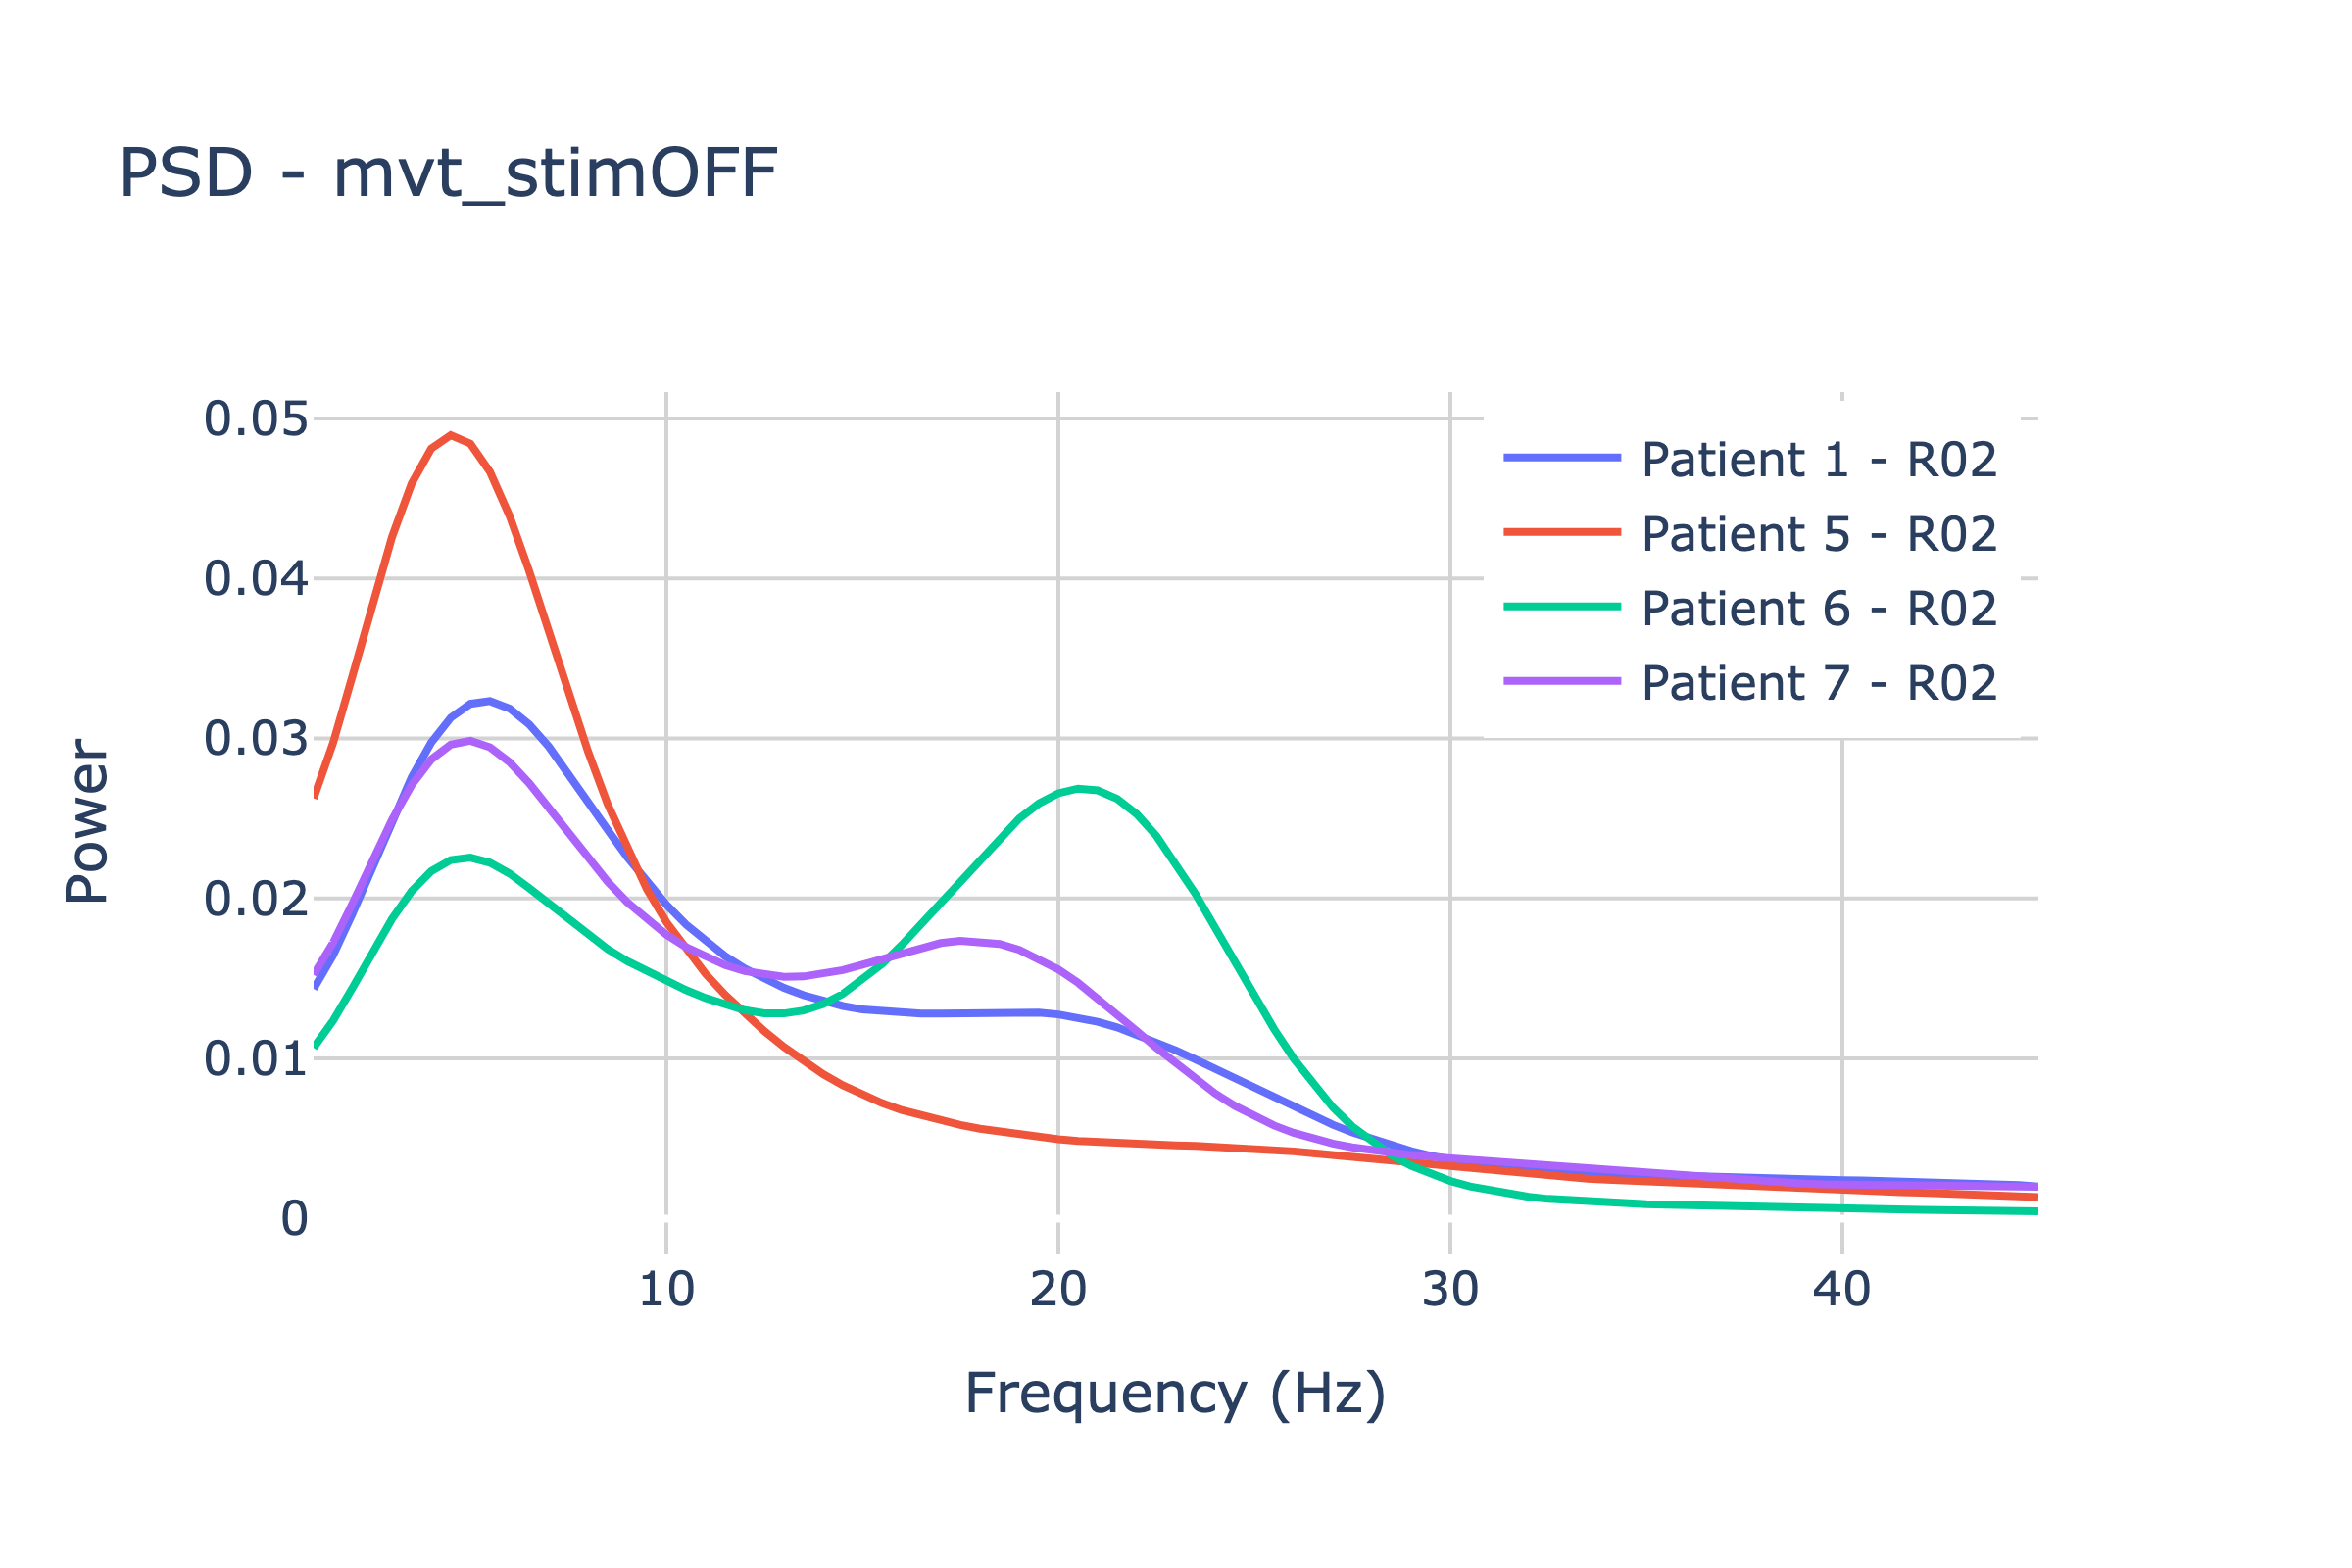 PSD - mvt_stimOFF
0.05
0.04
0.03
0.02
0.01
0
Power
Patient 1 - R02
Patient 5 - R02
Patient 6 - R02
Patient 7 - R02
10 20 30 40
Frequency (Hz)